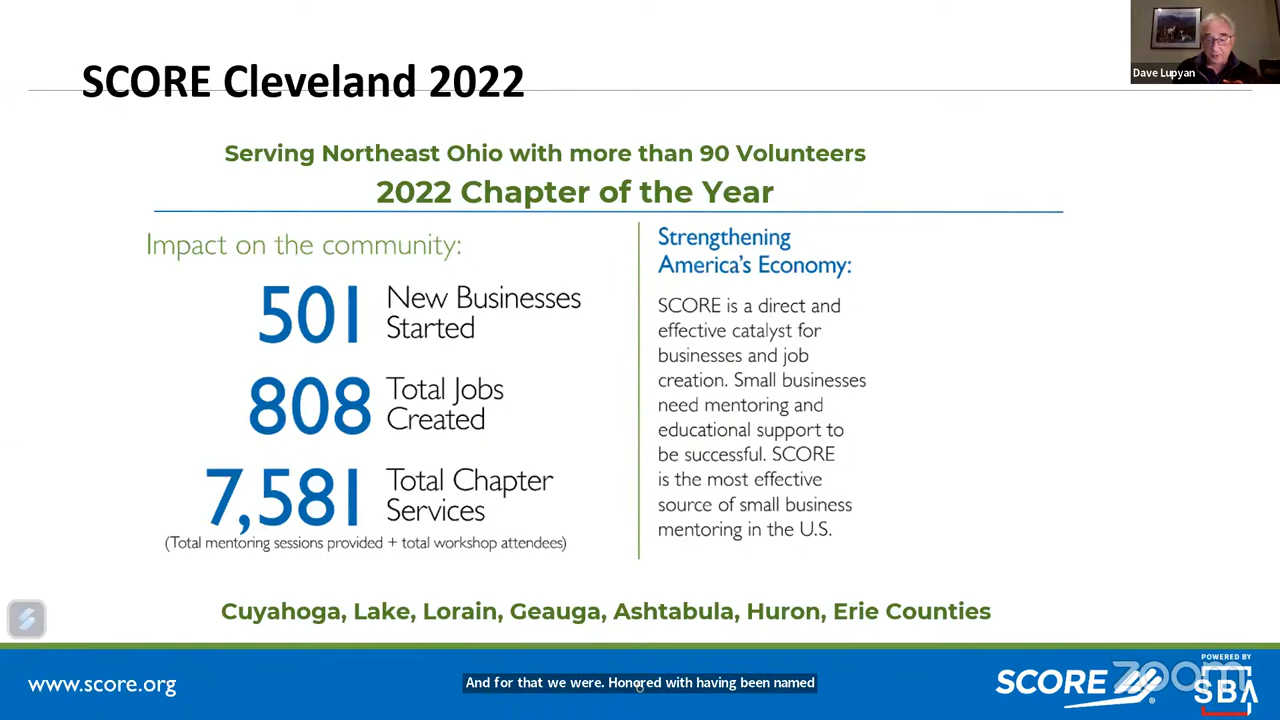 SCORE Cleveland 2022
Dave Lupyan
Serving Northeast Ohio with more than 90 Volunteers
2022 Chapter of the Year
Impact on the community:
501 New Businesses
Started
808 Total Jobs
Created
7,581 Total Chapter
Services
(Total mentoring sessions provided + total workshop attendees)
Strengthening
America's Economy:
SCORE is a direct and
effective catalyst for
businesses and job
creation. Small businesses
need mentoring and
educational support to
be successful. SCORE
is the most effective
source of small business
mentoring in the U.S.
Cuyahoga, Lake, Lorain, Geauga, Ashtabula, Huron, Erie Counties
www.score.org
And for that we were. Honored with having been named
SCORE
zoom
POWERED BY
SBA